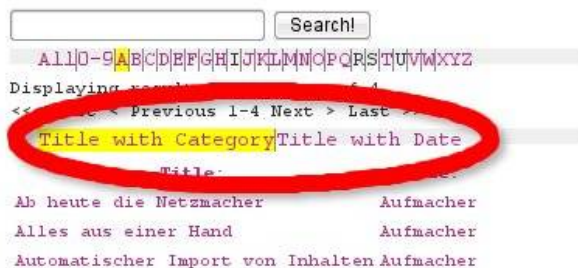 Search!
All|0-9|A|B|C|D|E|F|G|H|I|J|K|L|M|N|O|P|Q|R|S|T|U|V|W|X|Y|Z
Displaying 4
<< < Previous 1-4 Next > Last >>
Title with Category|Title with Date
Title:
Ab heute die Netzmacher Aufmacher
Alles aus einer Hand Aufmacher
Automatischer Import von Inhalten Aufmacher